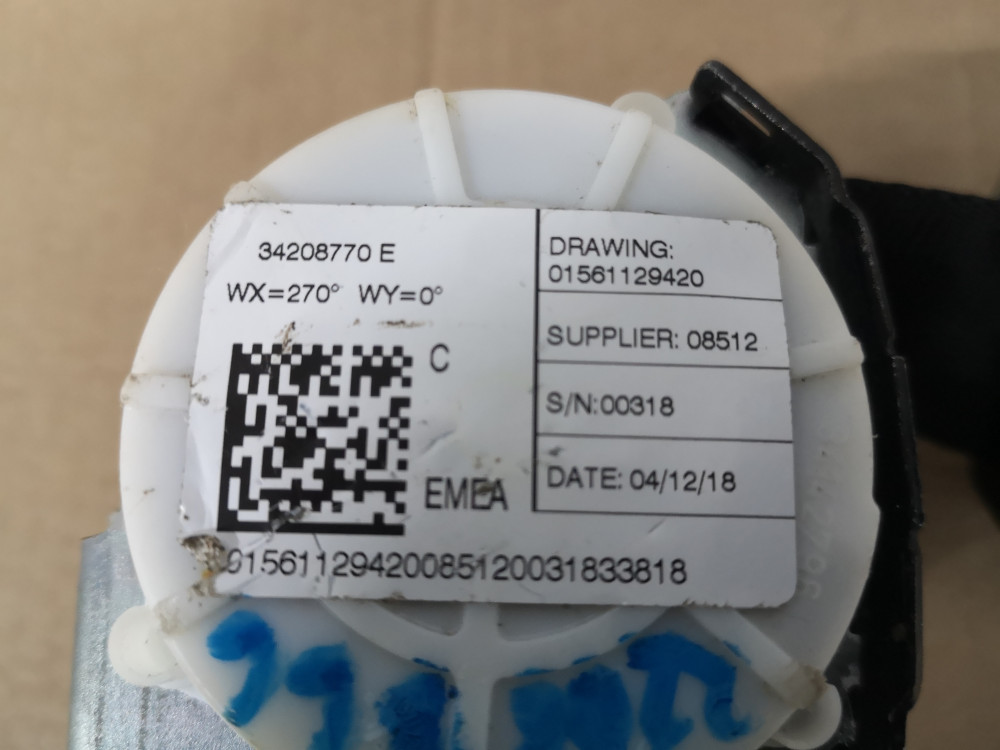 34208770 E
WX=270° WY=0°
C
EMEA
DRAWING:
01561129420
SUPPLIER: 08512
S/N:00318
DATE: 04/12/18
01561129420085120031833818